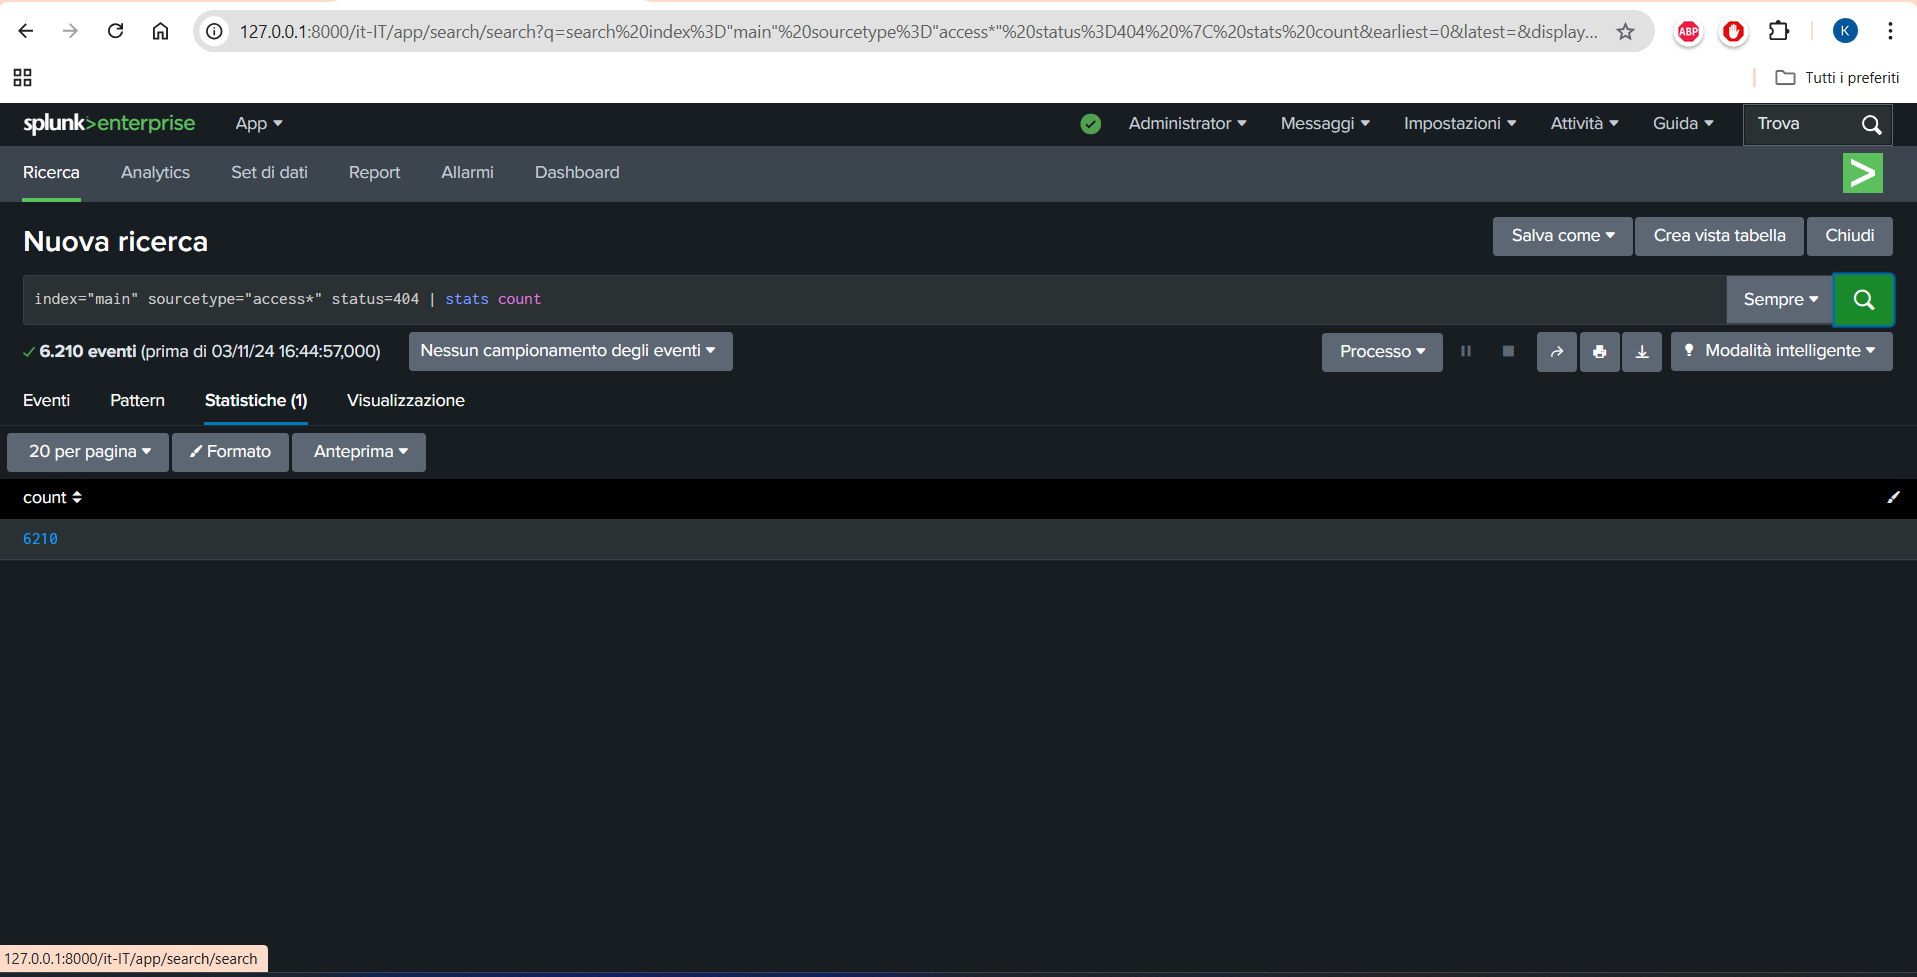 127.0.0.1:8000/it-IT/app/search/search?q=search%20index%3D"main"%20sourcetype%3D"access*"%20status%3D404%20%7C%20stats%20count&earliest=0&latest=&display...
ABP
K
Tutti i preferiti
splunk>enterprise App Administrator Messaggi Impostazioni Attività Guida Trova
Ricerca Analytics Set di dati Report Allarmi Dashboard
Nuova ricerca
Salva come Crea vista tabella Chiudi
index="main" sourcetype="access*" status=404 | stats count
Sempre
6.210 eventi (prima di 03/11/24 16:44:57,000) Nessun campionamento degli eventi Processo Modalità intelligente
Eventi Pattern Statistiche (1) Visualizzazione
20 per pagina Formato Anteprima
count
6210
127.0.0.1:8000/it-IT/app/search/search